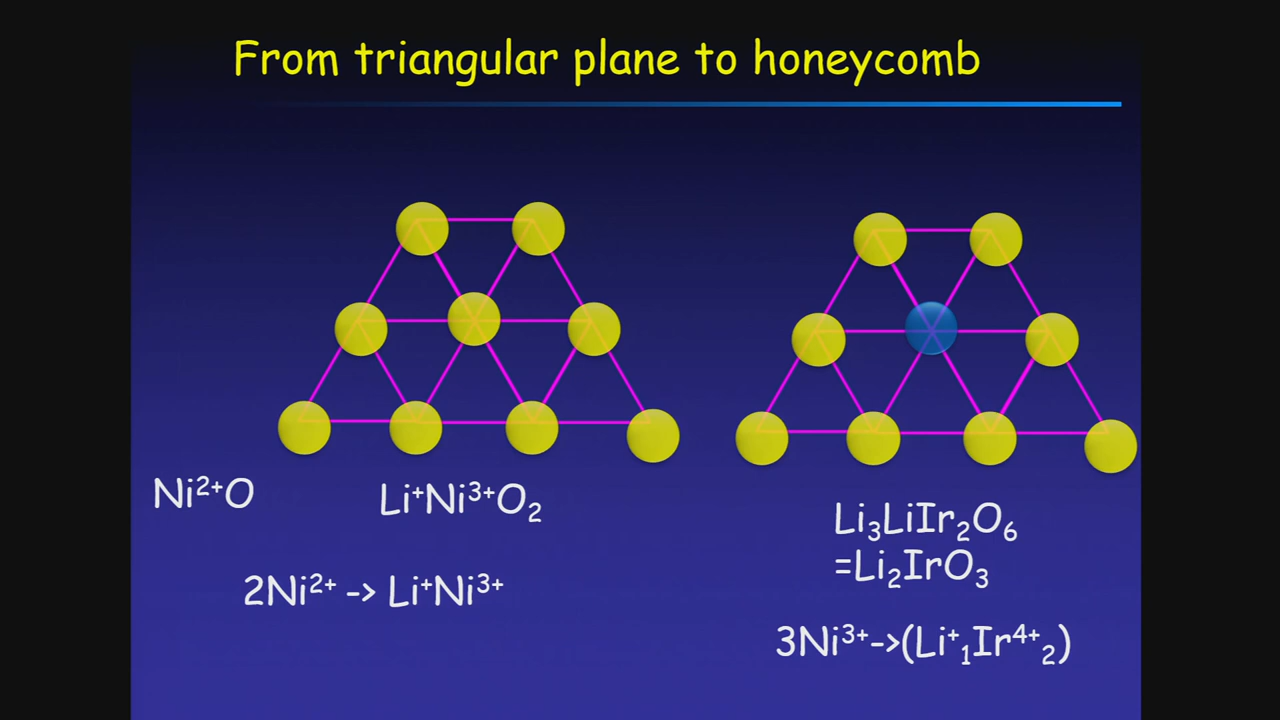 From triangular plane to honeycomb
Ni²⁺O
Li⁺Ni³⁺O₂
2Ni²⁺ -> Li⁺Ni³⁺
Li₃LiIr₂O₆
=Li₂IrO₃
3Ni³⁺->(Li⁺₁Ir⁴⁺₂)